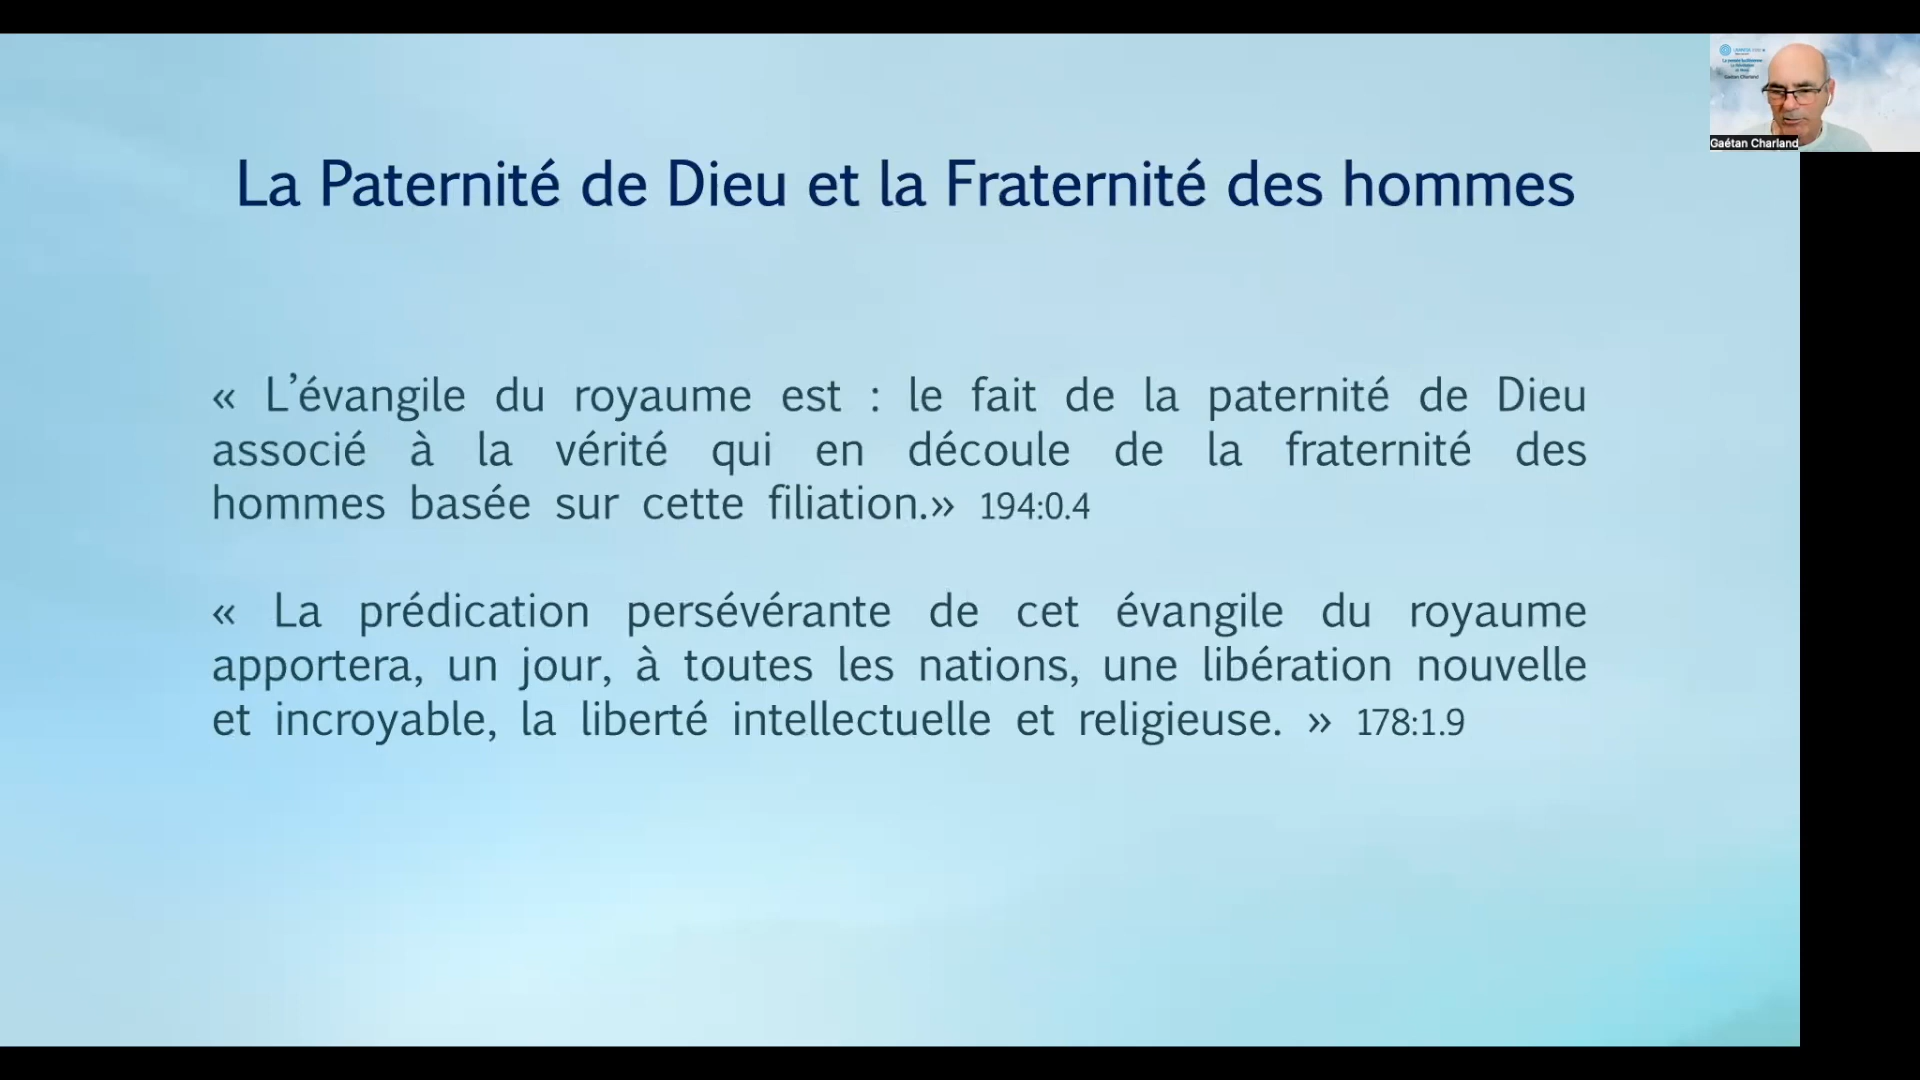 Gaétan Charland
La Paternité de Dieu et la Fraternité des hommes
« L’évangile du royaume est : le fait de la paternité de Dieu
associé à la vérité qui en découle de la fraternité des
hommes basée sur cette filiation.» 194:0.4
« La prédication persévérante de cet évangile du royaume
apportera, un jour, à toutes les nations, une libération nouvelle
et incroyable, la liberté intellectuelle et religieuse. » 178:1.9